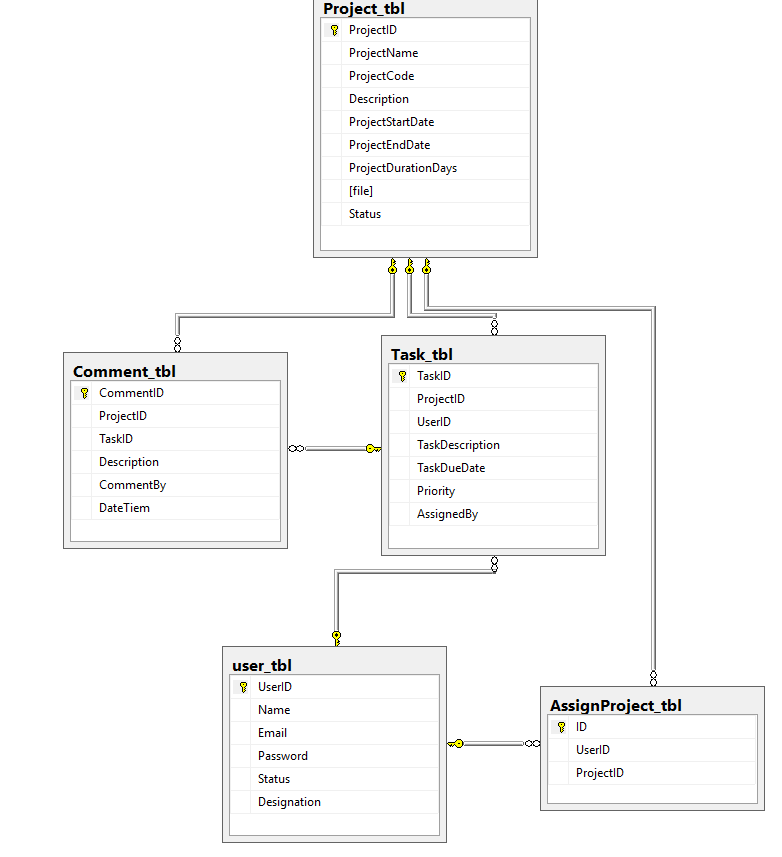 Project_tbl
ProjectID
ProjectName
ProjectCode
Description
ProjectStartDate
ProjectEndDate
ProjectDurationDays
[file]
Status
Comment_tbl
CommentID
ProjectID
TaskID
Description
CommentBy
DateTiem
Task_tbl
TaskID
ProjectID
UserID
TaskDescription
TaskDueDate
Priority
AssignedBy
user_tbl
UserID
Name
Email
Password
Status
Designation
AssignProject_tbl
ID
UserID
ProjectID